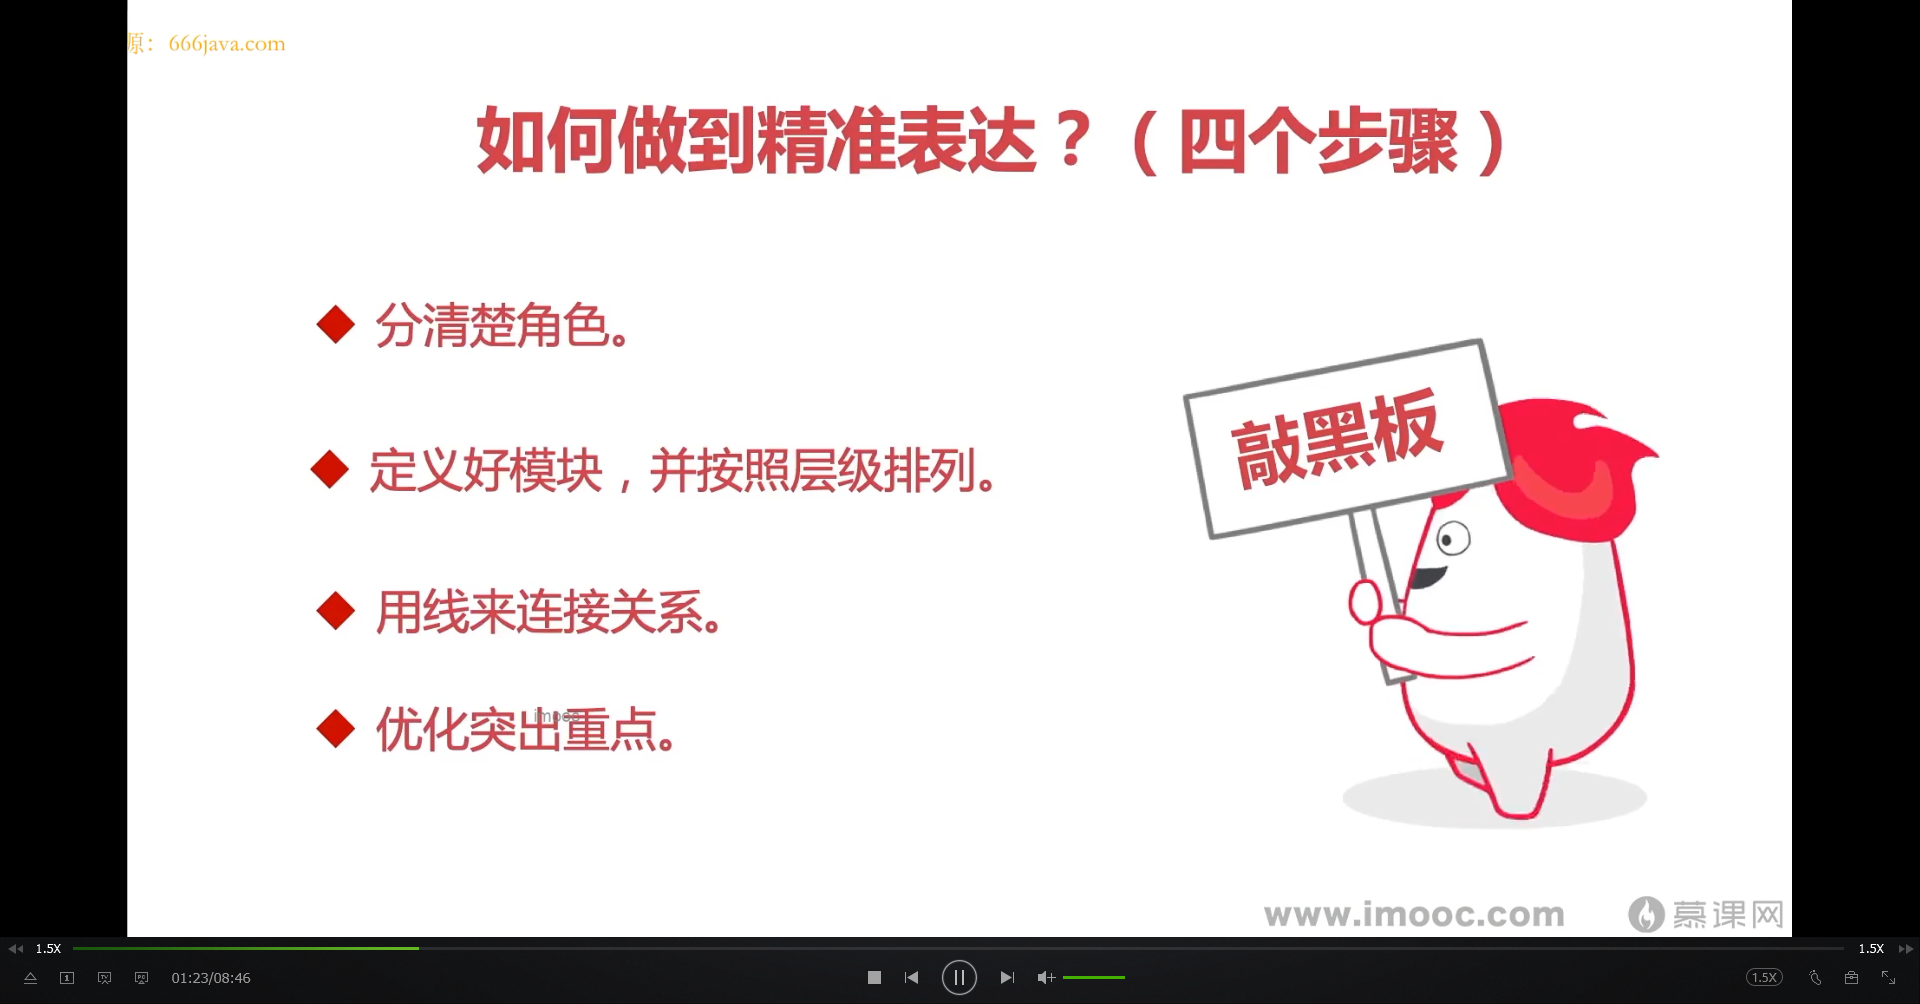 源：666java.com
如何做到精准表达？（四个步骤）
分清楚角色。
定义好模块，并按照层级排列。
敲黑板
用线来连接关系。
优化突出重点。
imooc
www.imooc.com 慕课网
1.5X 1.5X
01:23/08:46 1.5X